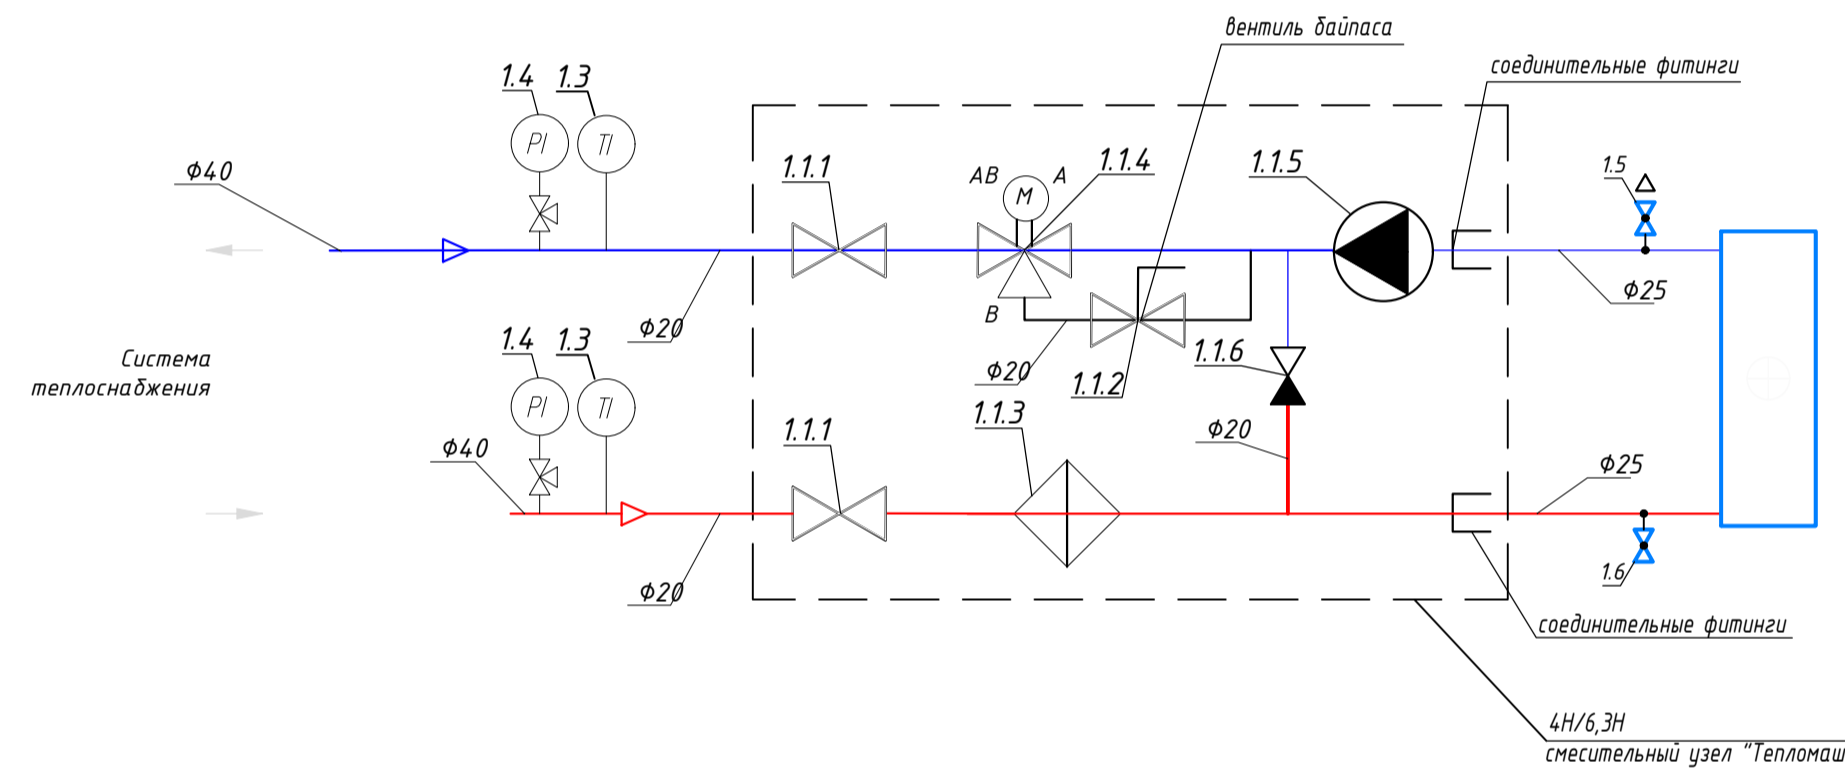 вентиль байпаса
соединительные фитинги
1.4
1.3
PI
TI
Ф40
1.1.1
АВ
М
А
1.1.4
1.1.5
1.5
Ф20
В
Ф20
1.1.2
1.1.6
Ф25
Система
теплоснабжения
1.4
1.3
PI
TI
Ф40
1.1.1
1.1.3
Ф20
Ф25
Ф20
1.6
соединительные фитинги
4Н/6,3Н
смесительный узел "Тепломаш